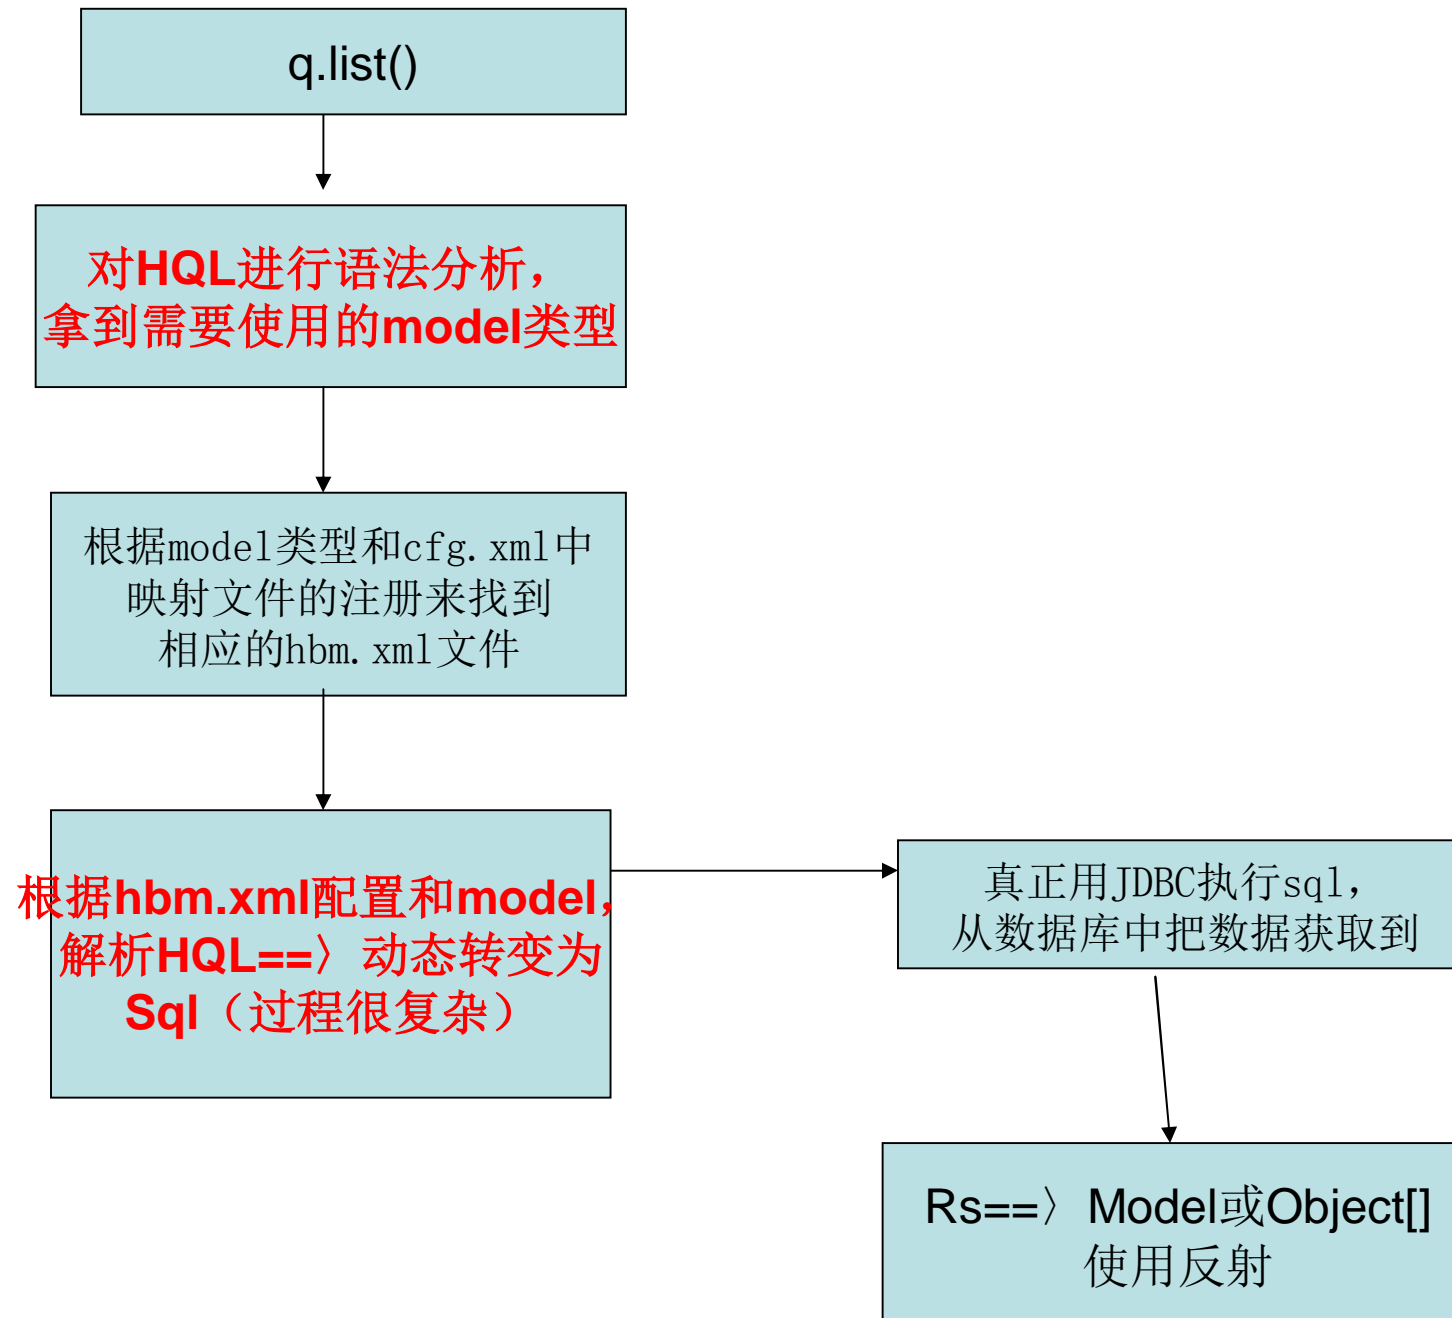 q.list()
对HQL进行语法分析，
拿到需要使用的model类型
根据model类型和cfg.xml中
映射文件的注册来找到
相应的hbm.xml文件
根据hbm.xml配置和model，
解析HQL==〉动态转变为
Sql（过程很复杂）
真正用JDBC执行sql，
从数据库中把数据获取到
Rs==〉Model或Object[]
使用反射